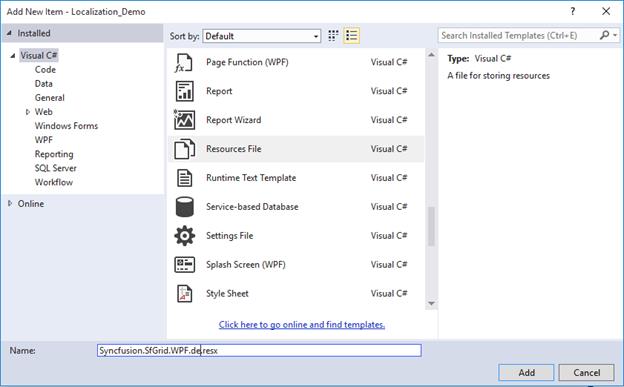 Add New Item - Localization_Demo
? ×
Installed
Visual C#
Code
Data
General
Web
Windows Forms
WPF
Reporting
SQL Server
Workflow
Online
Sort by: Default
Page Function (WPF) Visual C#
Report Visual C#
Report Wizard Visual C#
Resources File Visual C#
Runtime Text Template Visual C#
Service-based Database Visual C#
Settings File Visual C#
Splash Screen (WPF) Visual C#
Style Sheet Visual C#
Click here to go online and find templates.
Search Installed Templates (Ctrl+E)
Type: Visual C#
A file for storing resources
Name: Syncfusion.SfGrid.WPF.de.resx
Add Cancel